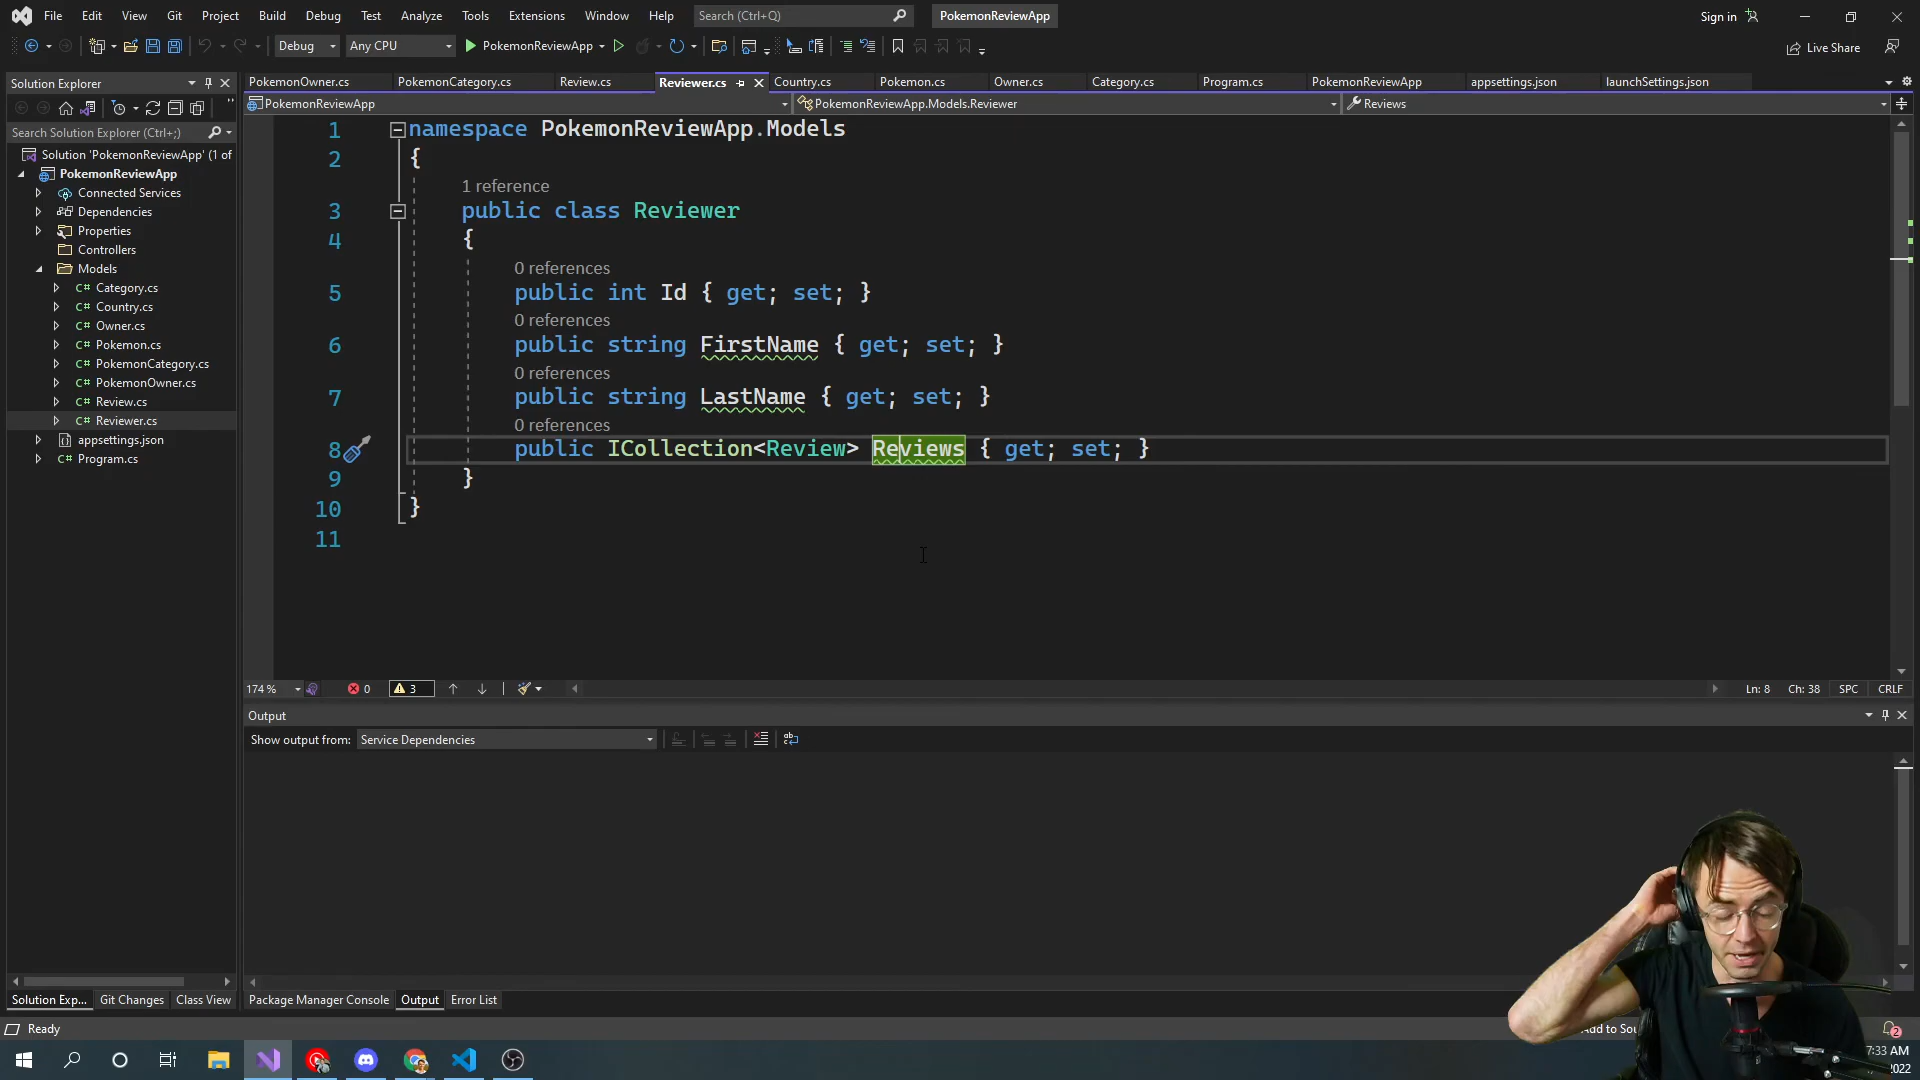 File Edit View Git Project Build Debug Test Analyze Tools Extensions Window Help Search (Ctrl+Q) PokemonReviewApp Sign in
Debug Any CPU PokemonReviewApp Live Share
Solution Explorer
Search Solution Explorer (Ctrl+;)
Solution 'PokemonReviewApp' (1 of
PokemonReviewApp
Connected Services
Dependencies
Properties
Controllers
Models
C# Category.cs
C# Country.cs
C# Owner.cs
C# Pokemon.cs
C# PokemonCategory.cs
C# PokemonOwner.cs
C# Review.cs
C# Reviewer.cs
appsettings.json
C# Program.cs
Solution Exp... Git Changes Class View
PokemonOwner.cs PokemonCategory.cs Review.cs Reviewer.cs Country.cs Pokemon.cs Owner.cs Category.cs Program.cs PokemonReviewApp appsettings.json launchSettings.json
PokemonReviewApp PokemonReviewApp.Models.Reviewer Reviews
1 namespace PokemonReviewApp.Models
2 {
1 reference
3 public class Reviewer
4 {
0 references
5 public int Id { get; set; }
0 references
6 public string FirstName { get; set; }
0 references
7 public string LastName { get; set; }
0 references
8 public ICollection<Review> Reviews { get; set; }
9 }
10 }
11
174 % 0 3 Ln: 8 Ch: 38 SPC CRLF
Output
Show output from: Service Dependencies
Package Manager Console Output Error List
Ready Add to Sou 2
7:33 AM
2022